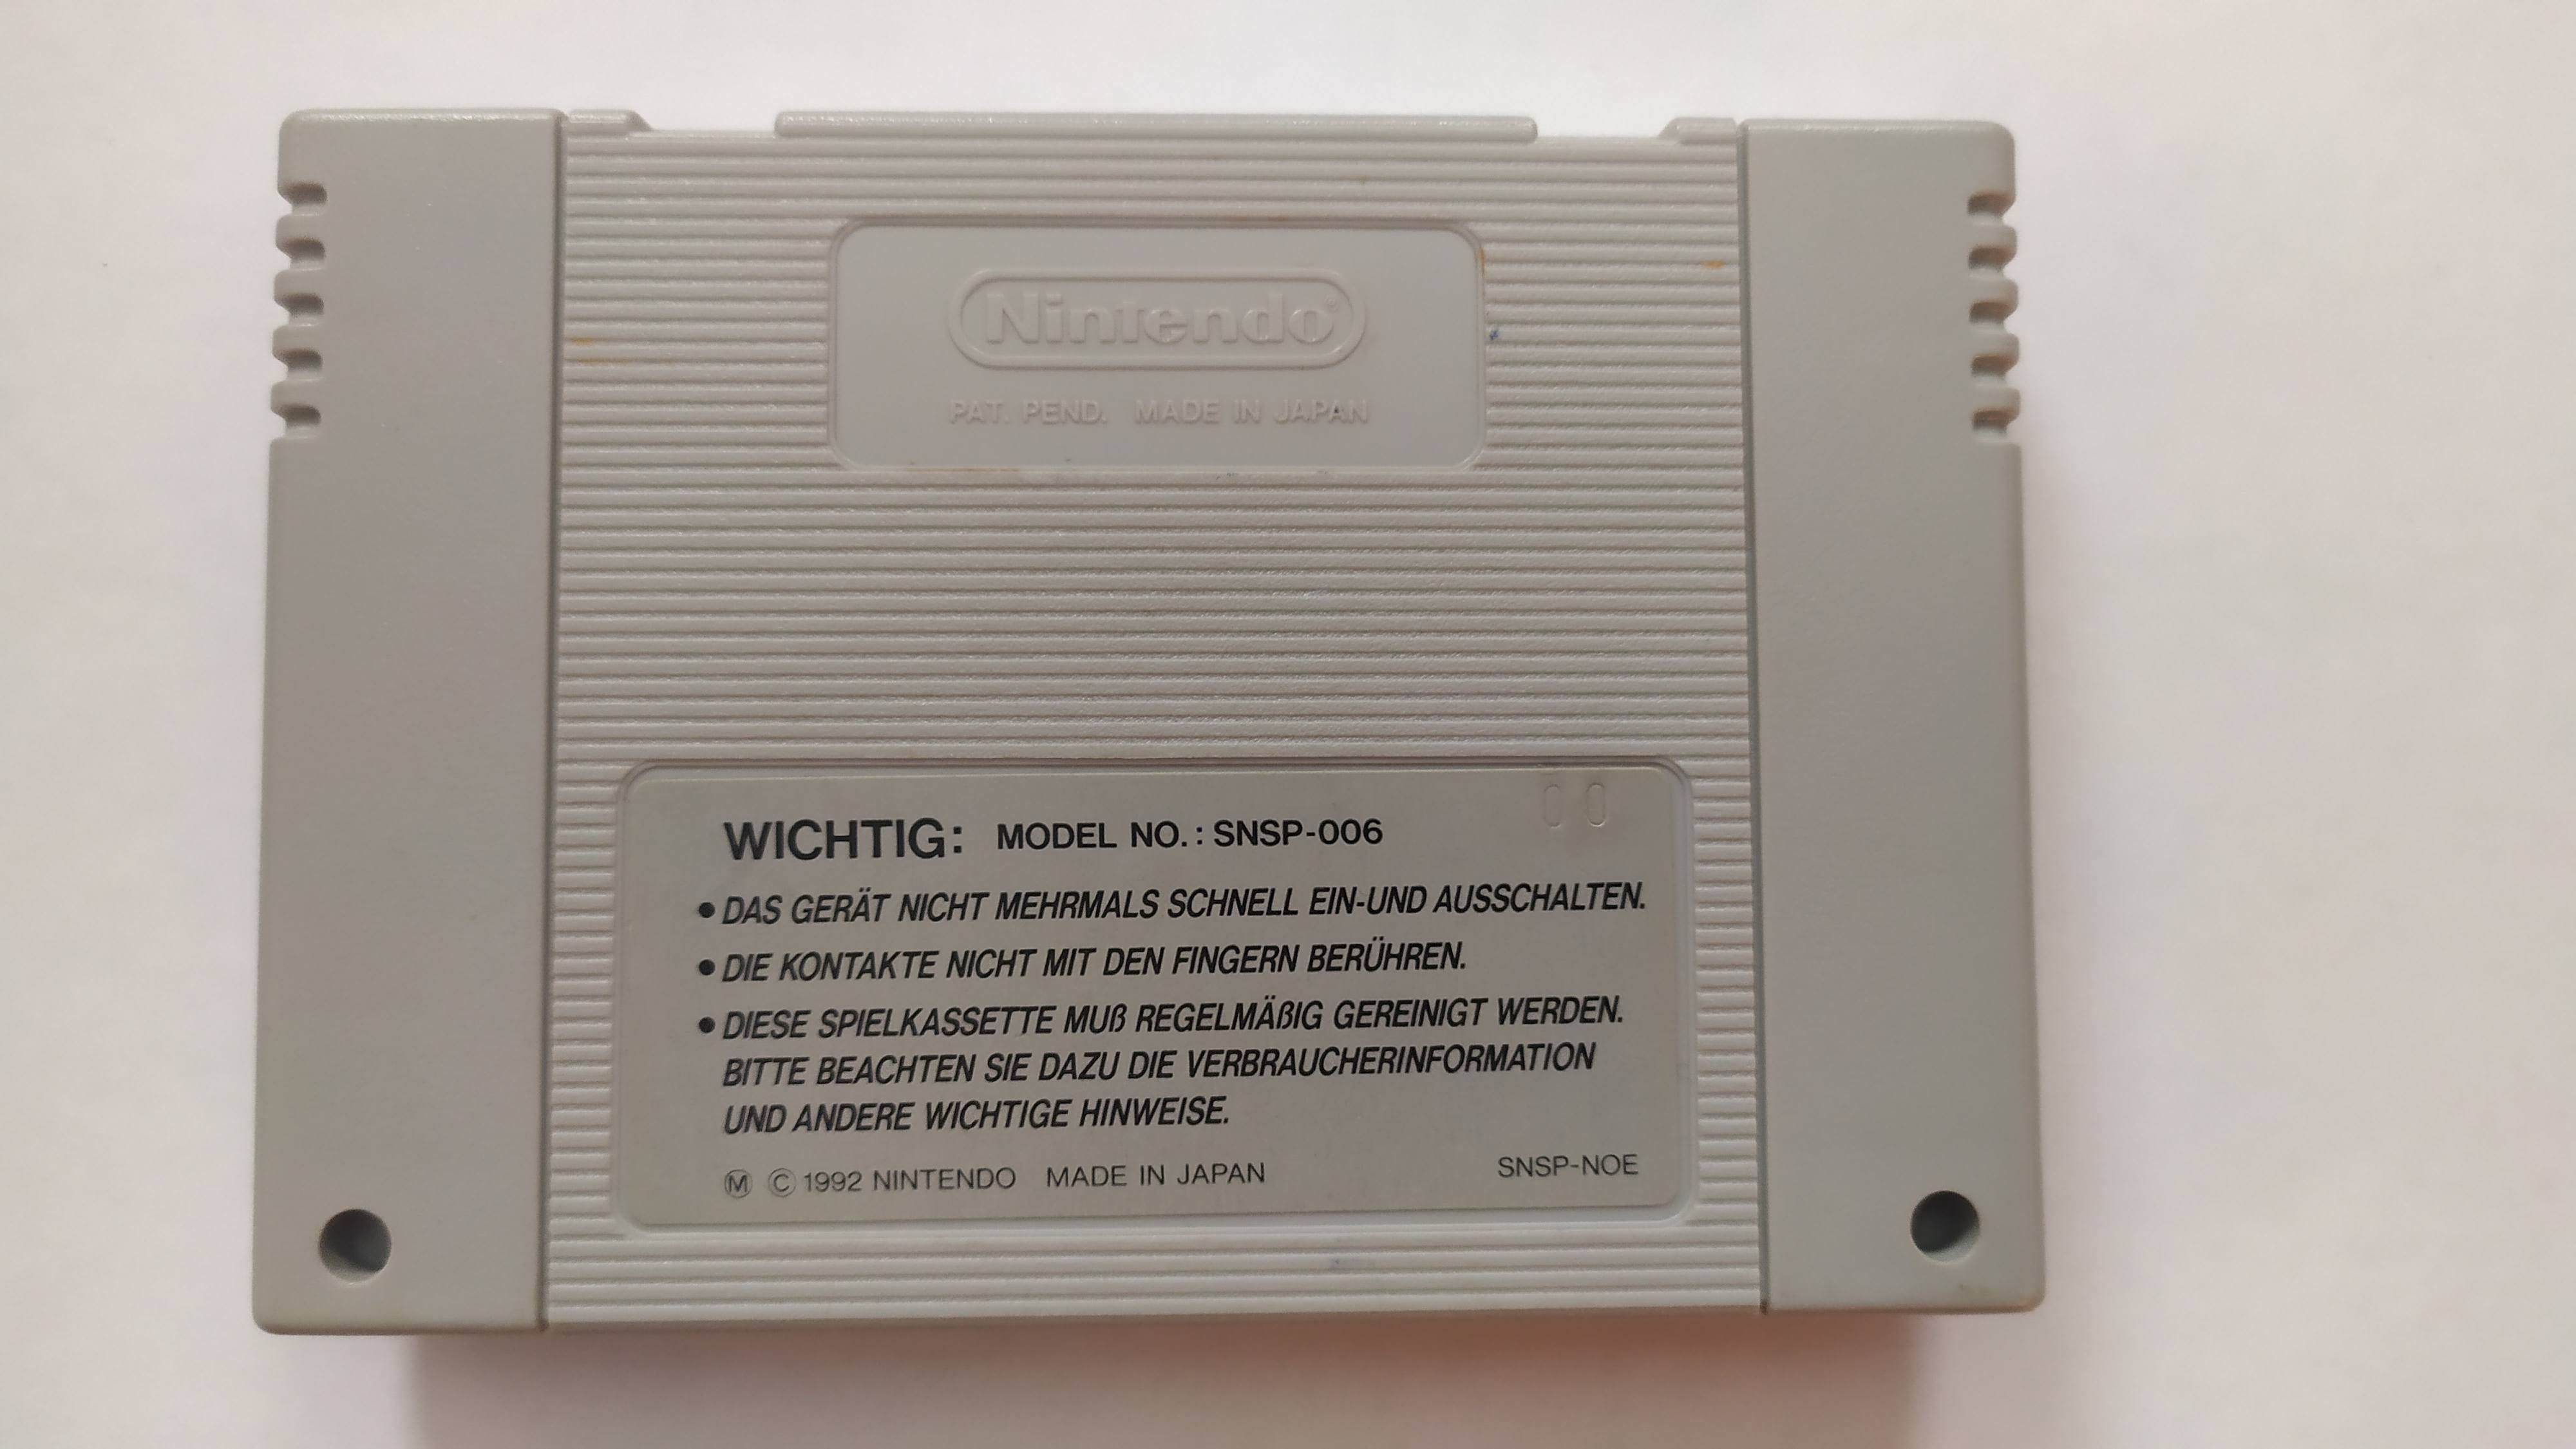 Nintendo®
PAT. PEND. MADE IN JAPAN
00
WICHTIG: MODEL NO.: SNSP-006
• DAS GERÄT NICHT MEHRMALS SCHNELL EIN-UND AUSSCHALTEN.
• DIE KONTAKTE NICHT MIT DEN FINGERN BERÜHREN.
• DIESE SPIELKASSETTE MUß REGELMÄßIG GEREINIGT WERDEN.
BITTE BEACHTEN SIE DAZU DIE VERBRAUCHERINFORMATION
UND ANDERE WICHTIGE HINWEISE.
Ⓜ © 1992 NINTENDO MADE IN JAPAN SNSP-NOE